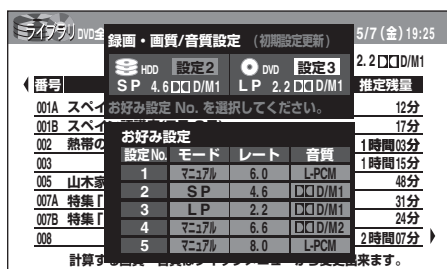 ライブラリ DVD全
5/7 (金) 19:25
録画・画質/音質設定 (初期設定更新)
HDD 設定2 DVD 設定3
SP 4.6 D/M1 LP 2.2 D/M1
2.2 D/M1
番号 推定残量
お好み設定 No. を選択してください。
001A スペイ 12分
001B スペイ 17分
002 熱帯の 1時間03分
003 1時間15分
005 山木家 48分
007A 特集「 31分
007B 特集「 24分
008 2時間07分
お好み設定
設定No. モード レート 音質
1 マニュアル 6.0 L-PCM
2 SP 4.6 D/M1
3 LP 2.2 D/M1
4 マニュアル 6.6 D/M2
5 マニュアル 8.0 L-PCM